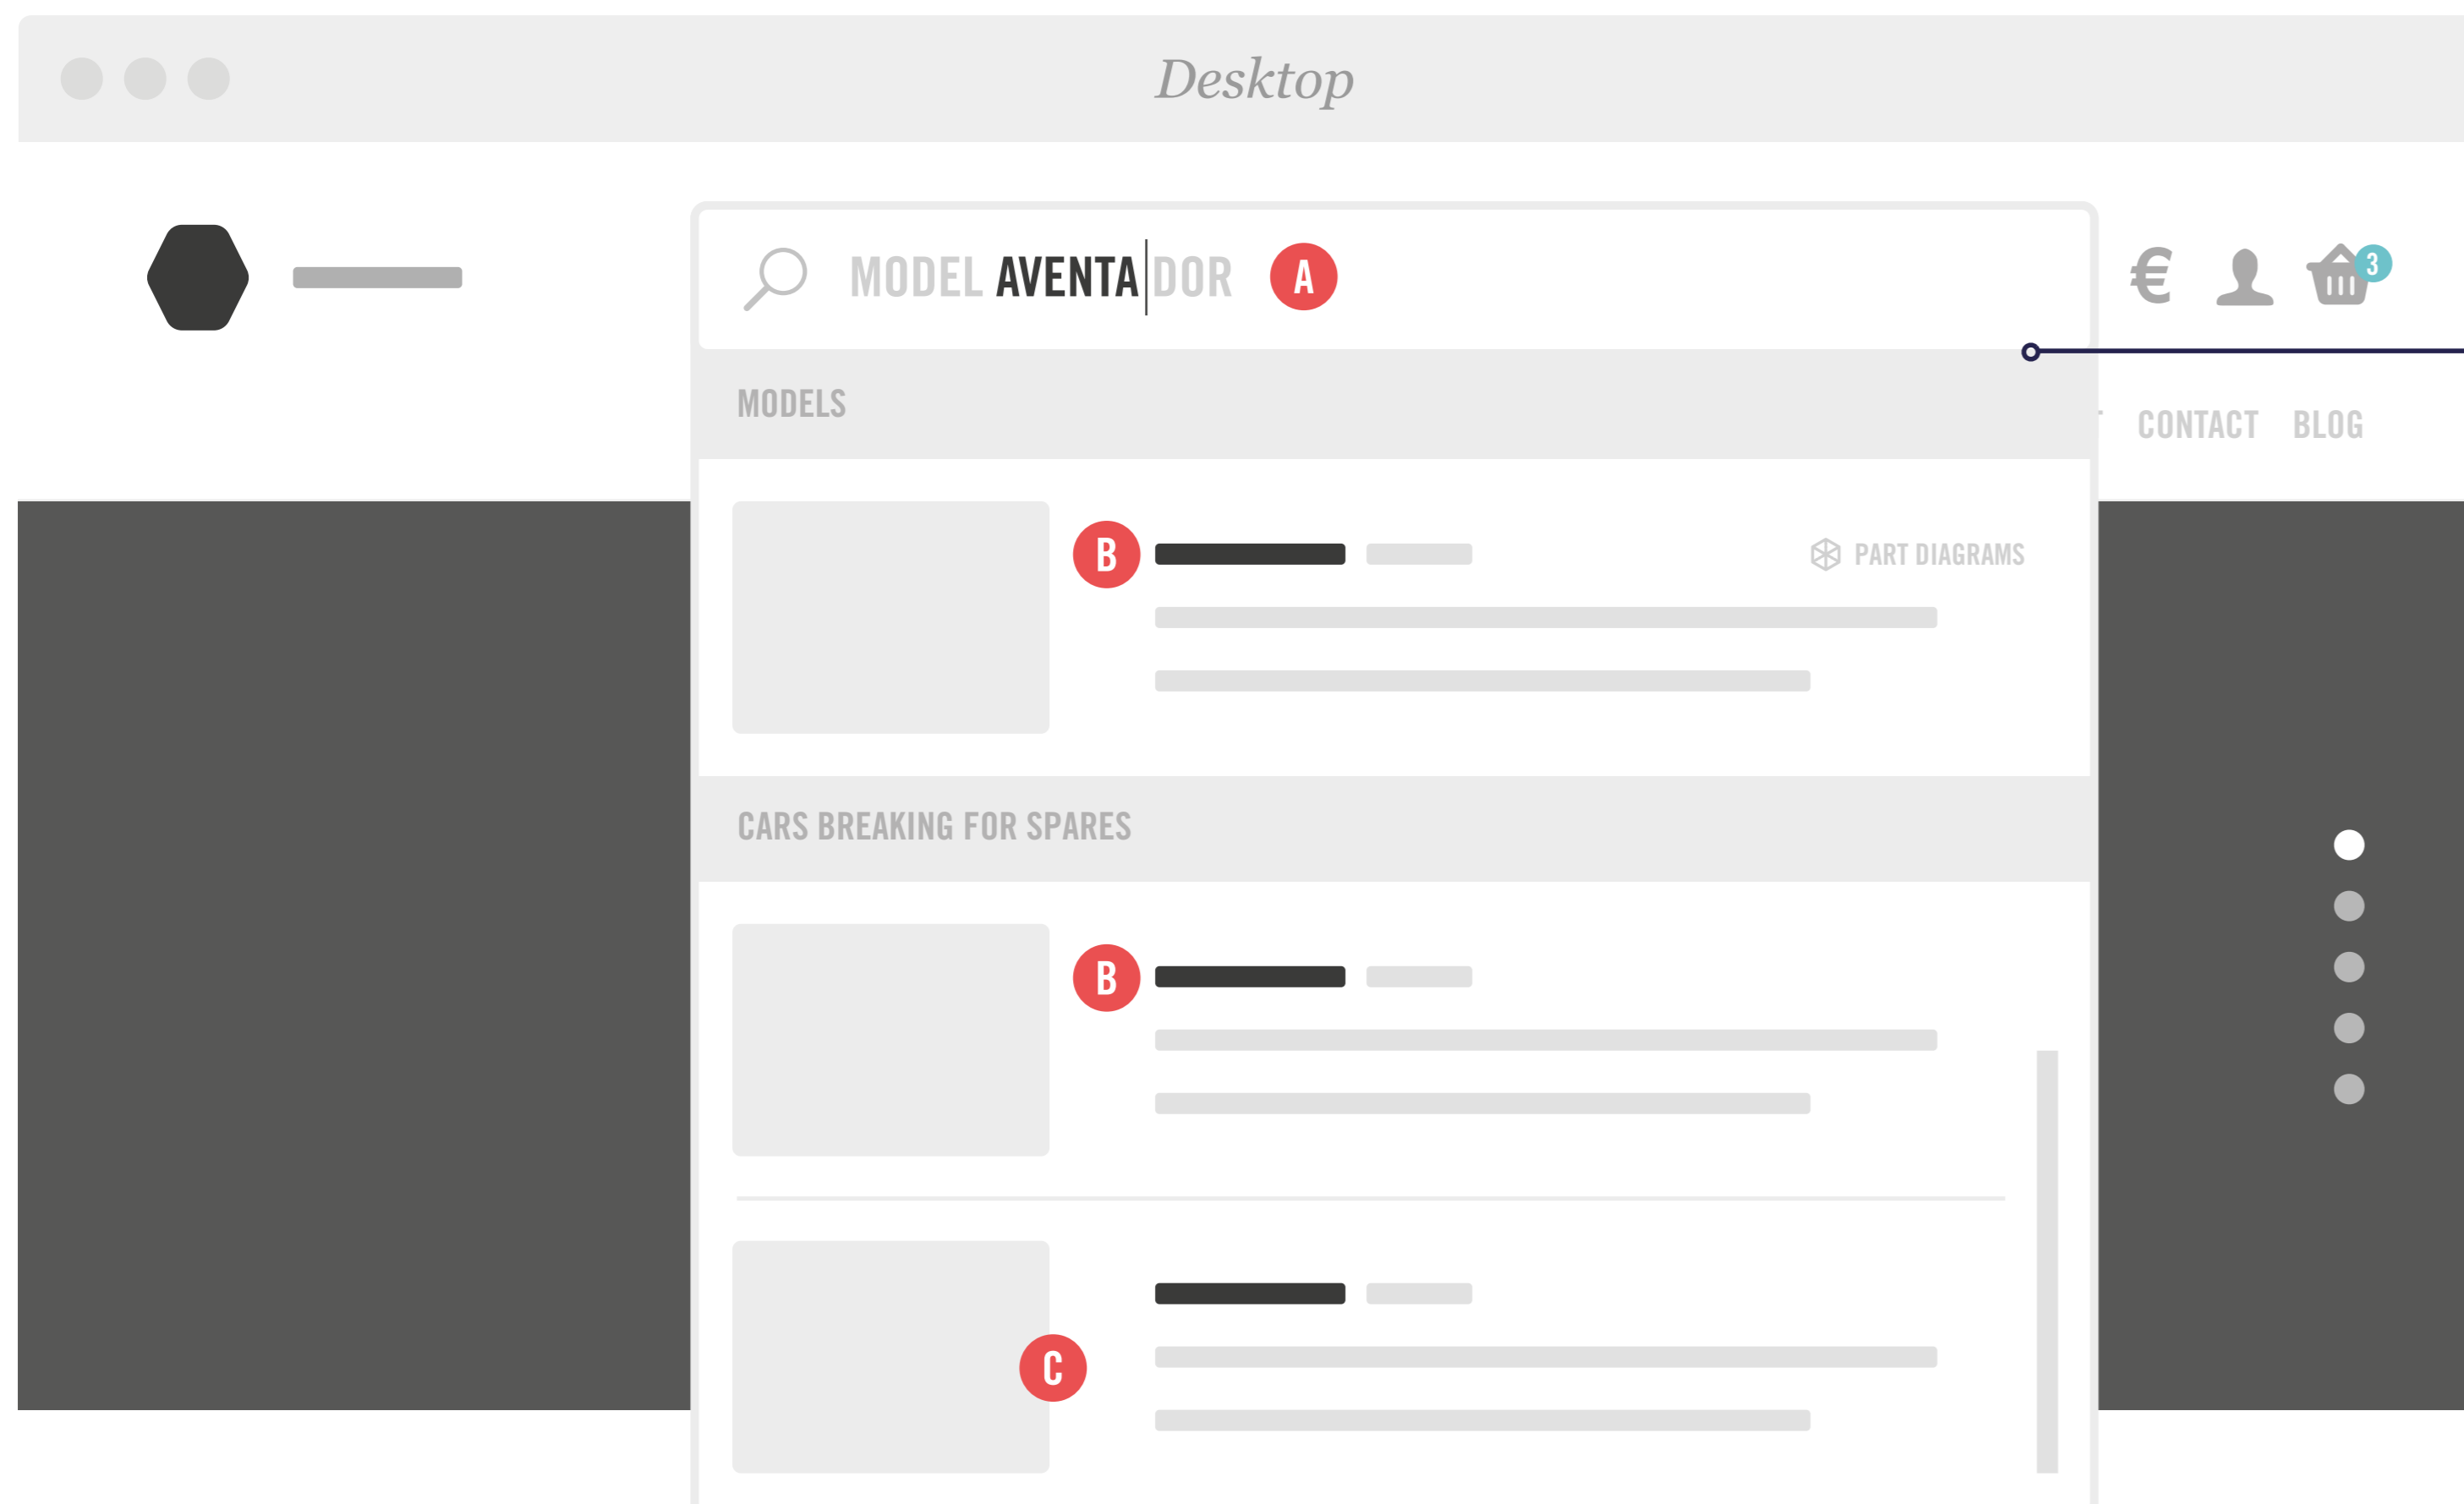 Desktop
MODEL AVENTADOR A
€ 3
MODELS
CONTACT BLOG
B PART DIAGRAMS
CARS BREAKING FOR SPARES
B
C